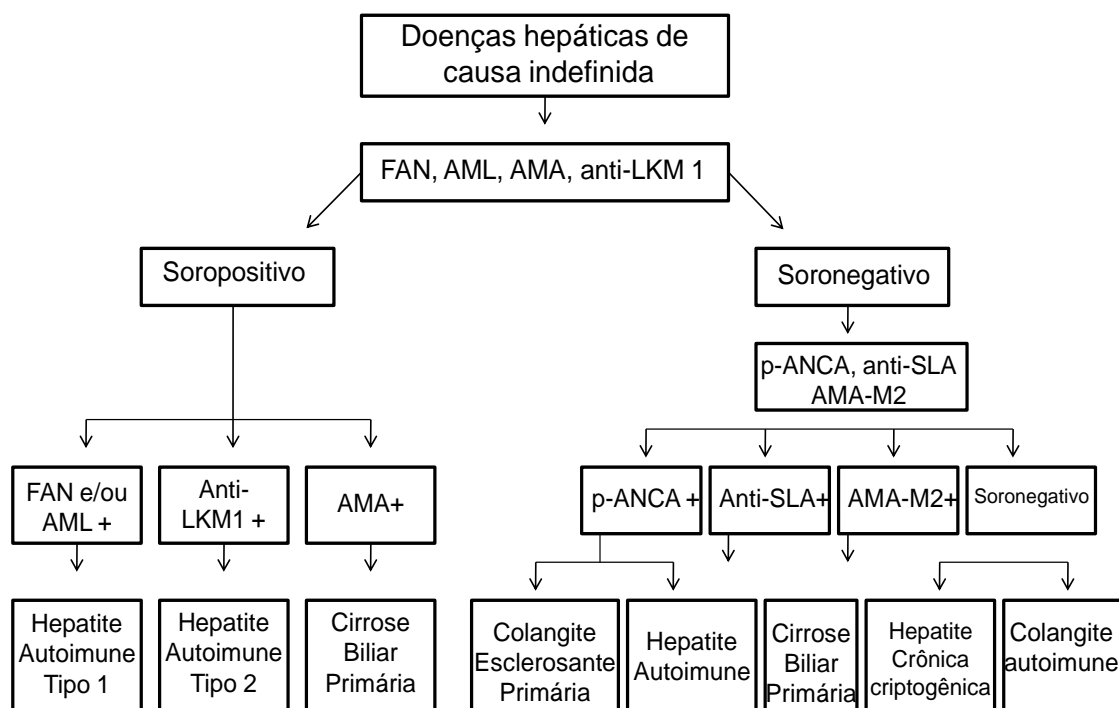 Doenças hepáticas de
causa indefinida
FAN, AML, AMA, anti-LKM 1
Soropositivo
Soronegativo
p-ANCA, anti-SLA
AMA-M2
FAN e/ou
AML +
Anti-
LKM1 +
AMA+
p-ANCA +
Anti-SLA+
AMA-M2+
Soronegativo
Hepatite
Autoimune
Tipo 1
Hepatite
Autoimune
Tipo 2
Cirrose
Biliar
Primária
Colangite
Esclerosante
Primária
Hepatite
Autoimune
Cirrose
Biliar
Primária
Hepatite
Crônica
criptogênica
Colangite
autoimune